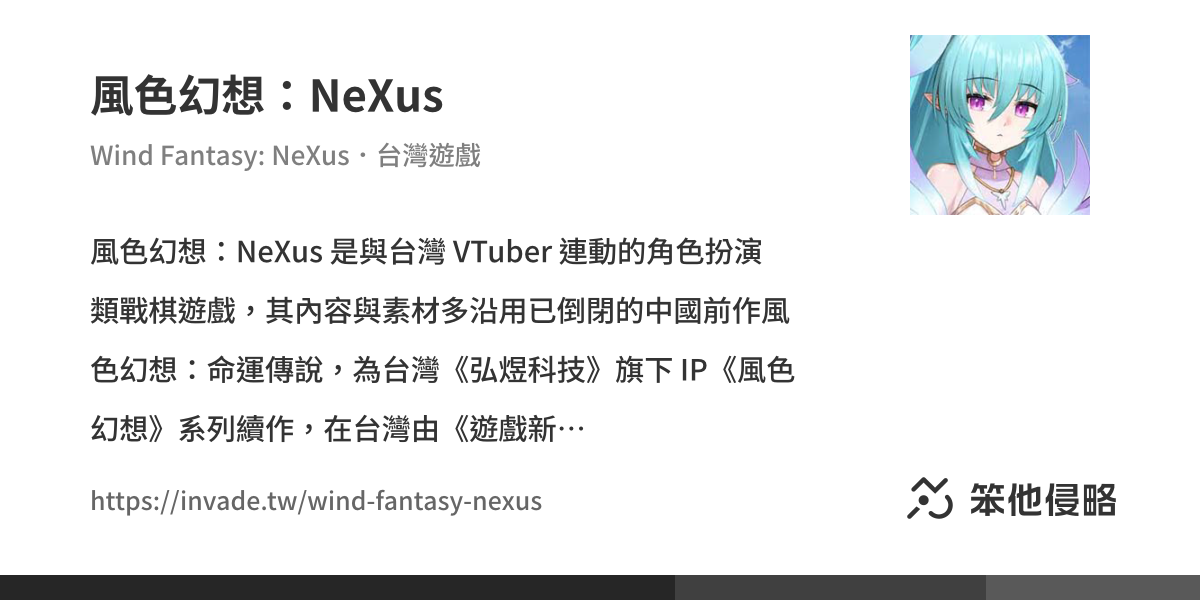 風色幻想：NeXus
Wind Fantasy: NeXus・台灣遊戲
風色幻想：NeXus 是與台灣 VTuber 連動的角色扮演
類戰棋遊戲，其內容與素材多沿用已倒閉的中國前作風
色幻想：命運傳說，為台灣《弘煜科技》旗下 IP《風色
幻想》系列續作，在台灣由《遊戲新…
https://invade.tw/wind-fantasy-nexus
笨他侵略